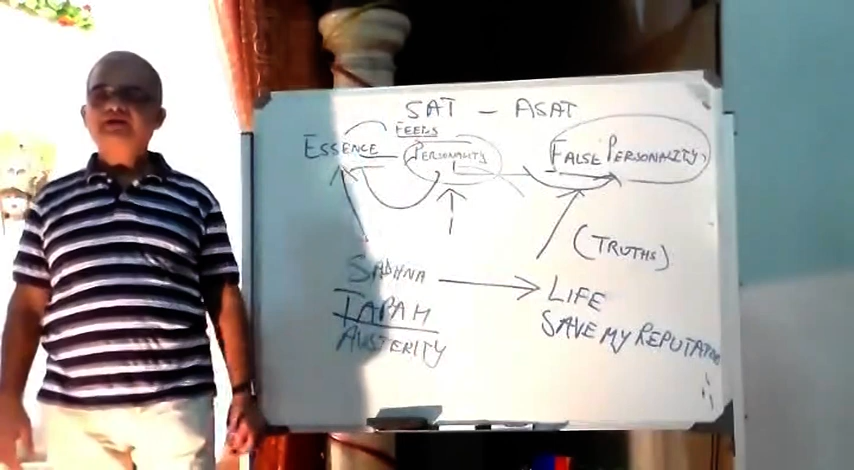 SAT - ASAT
FEEDS
ESSENCE PERSONALITY FALSE PERSONALITY
(TRUTHS)
SADHNA LIFE
TAPAH SAVE MY REPUTATION
AUSTERITY